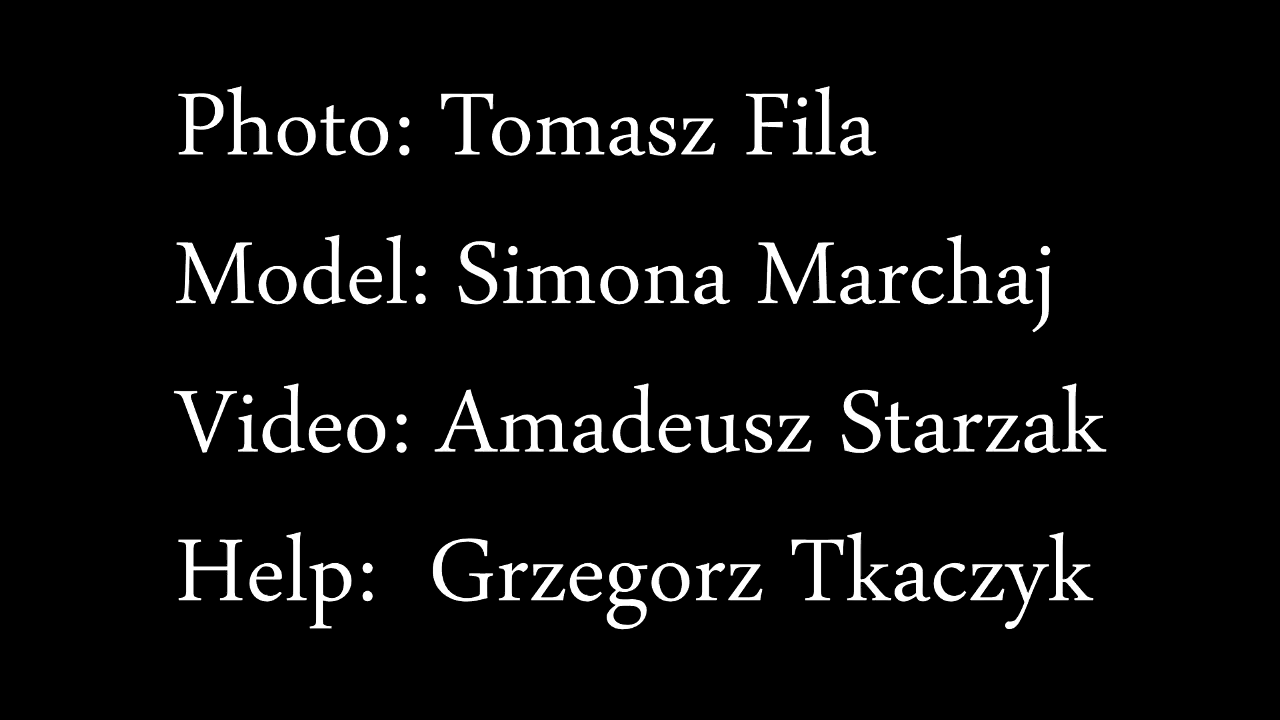 Photo: Tomasz Fila
Model: Simona Marchaj
Video: Amadeusz Starzak
Help: Grzegorz Tkaczyk